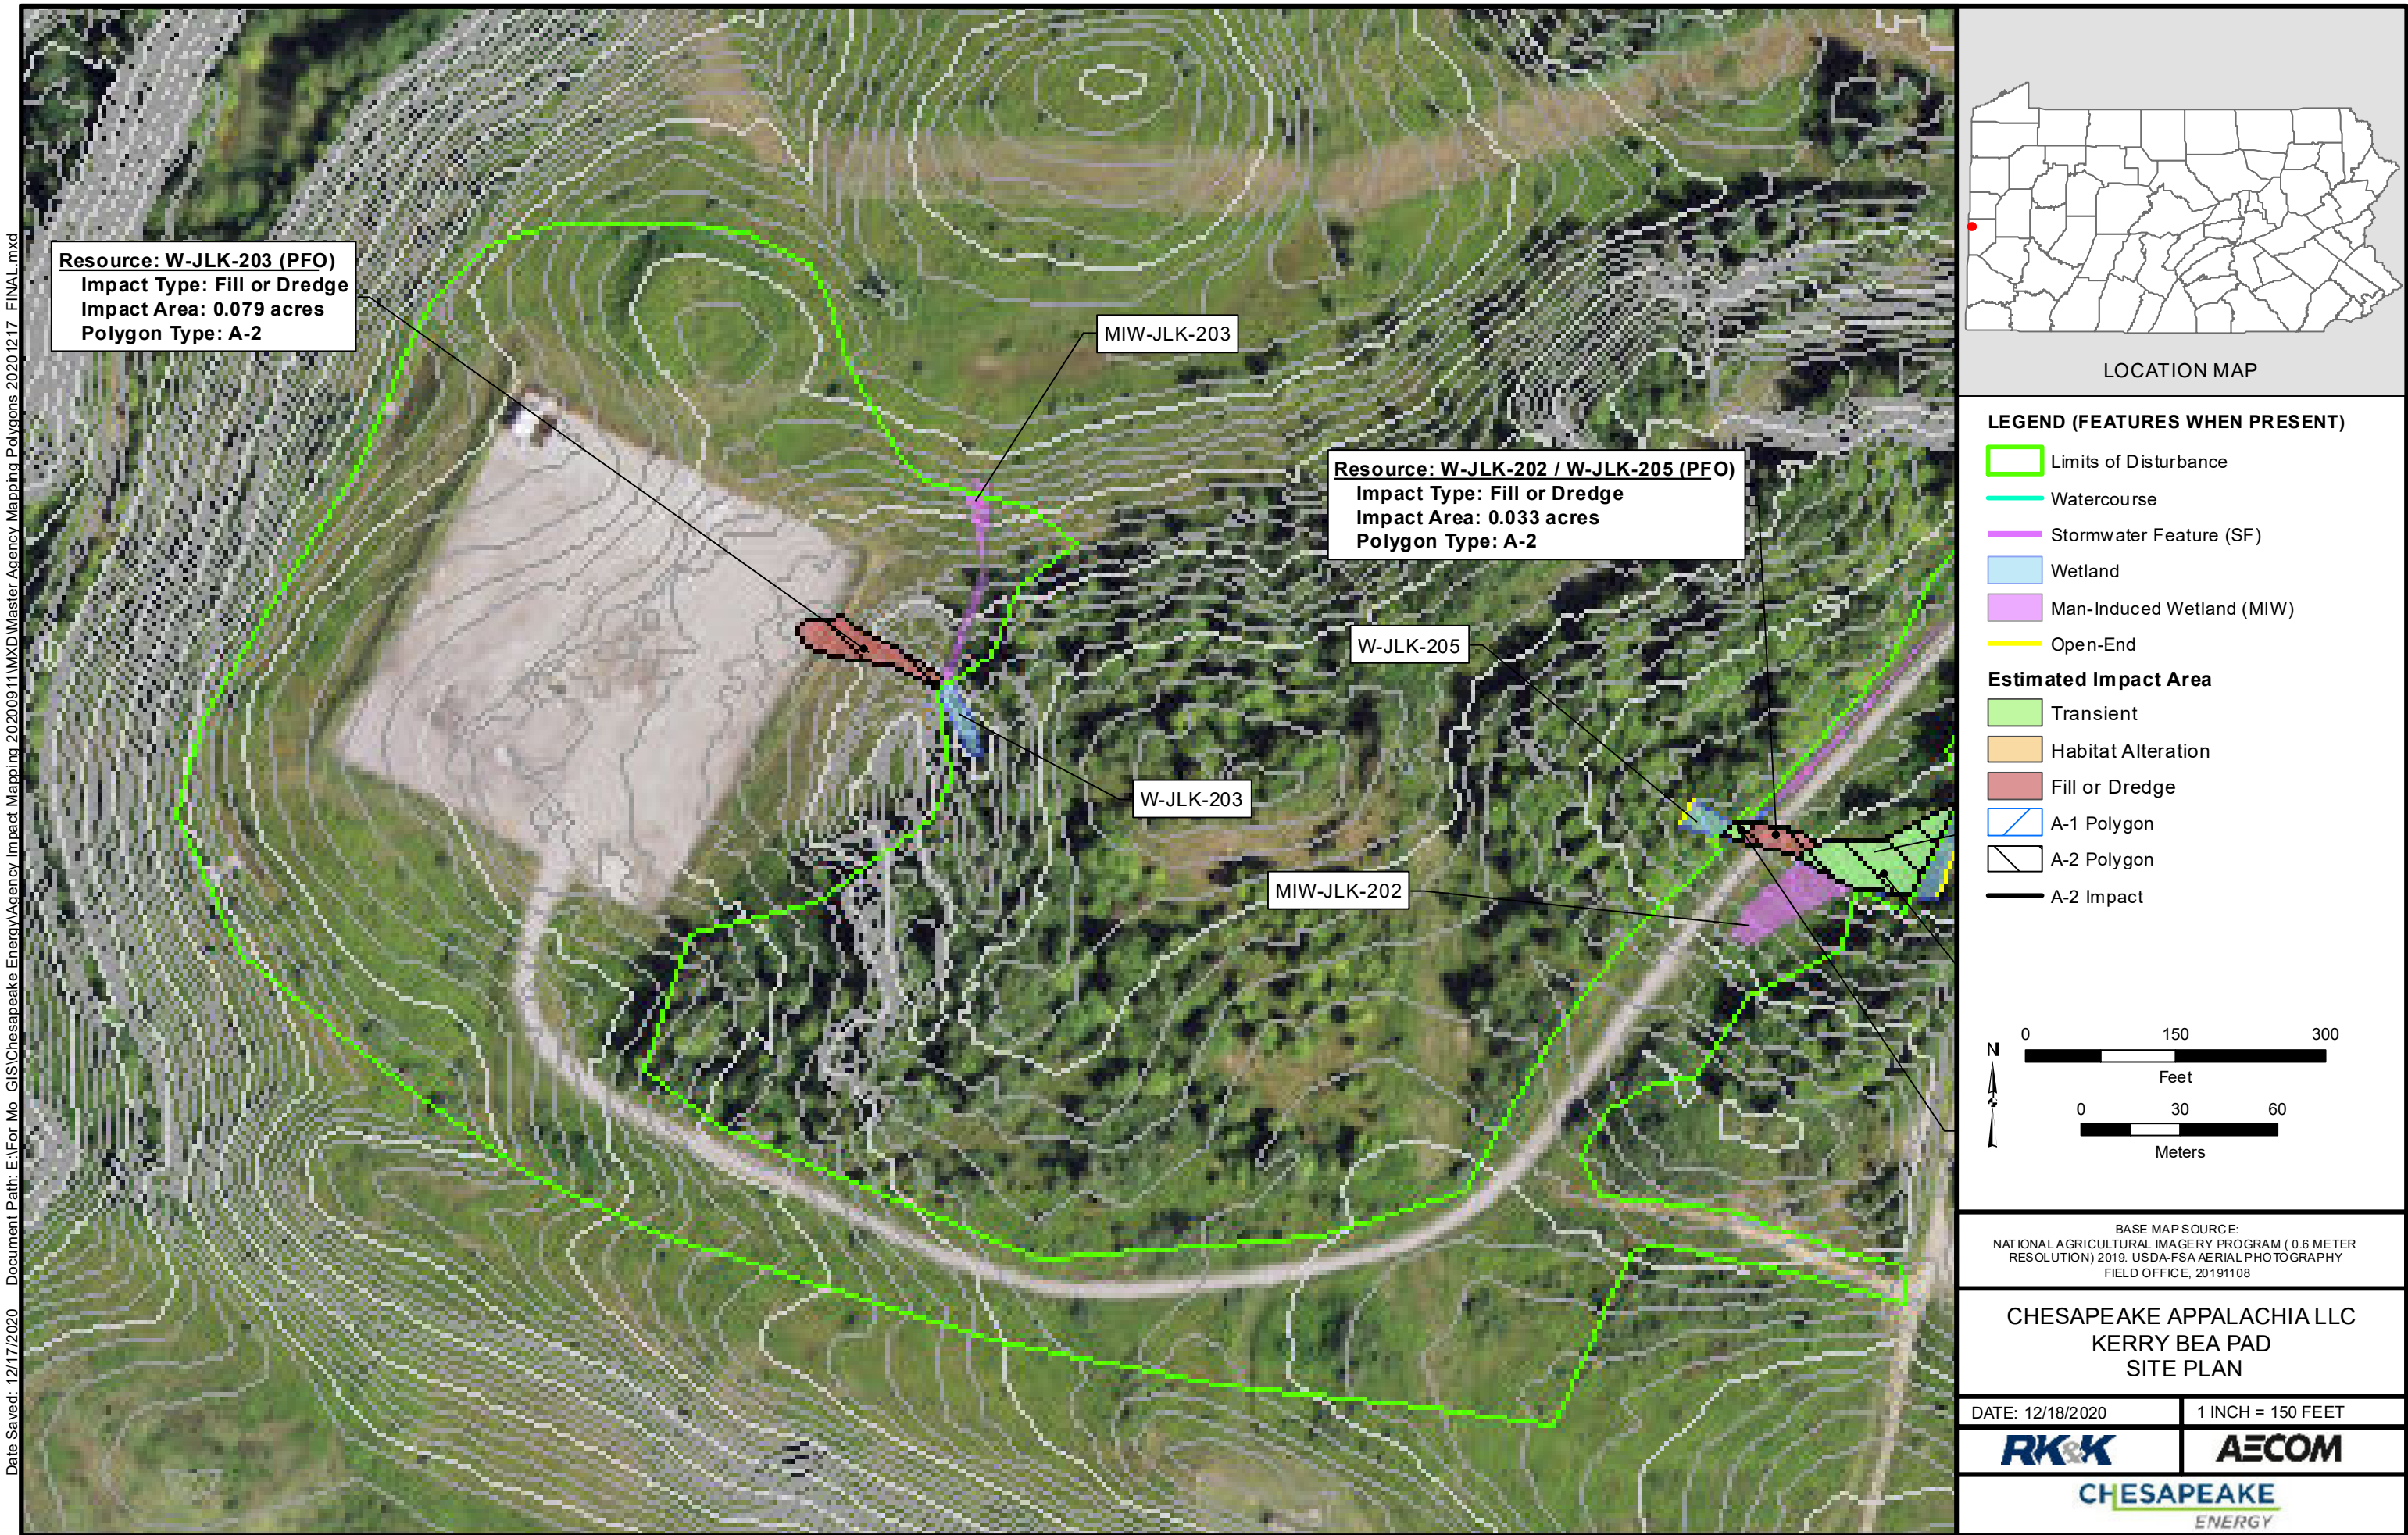 Date Saved: 12/17/2020 Document Path: E:\For Mo GIS\Chesapeake Energy\Agency Impact Mapping 20200911\MXD\Master Agency Mapping Polygons 20201217 FINAL.mxd
Resource: W-JLK-203 (PFO)
Impact Type: Fill or Dredge
Impact Area: 0.079 acres
Polygon Type: A-2
MIW-JLK-203
Resource: W-JLK-202 / W-JLK-205 (PFO)
Impact Type: Fill or Dredge
Impact Area: 0.033 acres
Polygon Type: A-2
W-JLK-205
W-JLK-203
MIW-JLK-202
LOCATION MAP
LEGEND (FEATURES WHEN PRESENT)
Limits of Disturbance
Watercourse
Stormwater Feature (SF)
Wetland
Man-Induced Wetland (MIW)
Open-End
Estimated Impact Area
Transient
Habitat Alteration
Fill or Dredge
A-1 Polygon
A-2 Polygon
A-2 Impact
N
0 150 300
Feet
0 30 60
Meters
BASE MAP SOURCE:
NATIONAL AGRICULTURAL IMAGERY PROGRAM ( 0.6 METER
RESOLUTION) 2019. USDA-FSA AERIAL PHOTOGRAPHY
FIELD OFFICE, 20191108
CHESAPEAKE APPALACHIA LLC
KERRY BEA PAD
SITE PLAN
DATE: 12/18/2020
1 INCH = 150 FEET
RK&K
AECOM
CHESAPEAKE
ENERGY